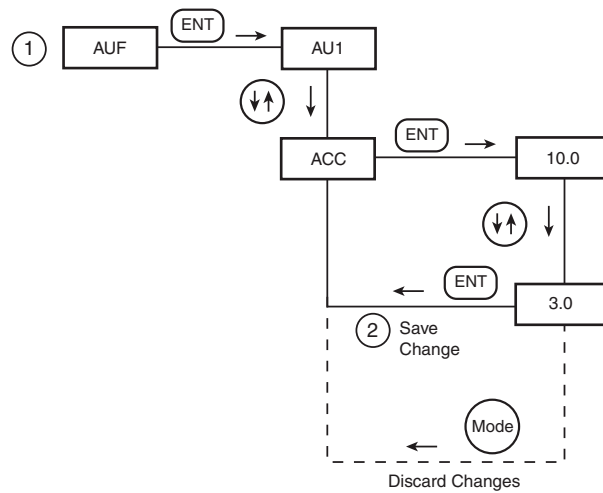 ENT
1
AUF
AU1
ENT
ACC
10.0
ENT
3.0
2
Save
Change
Mode
Discard Changes